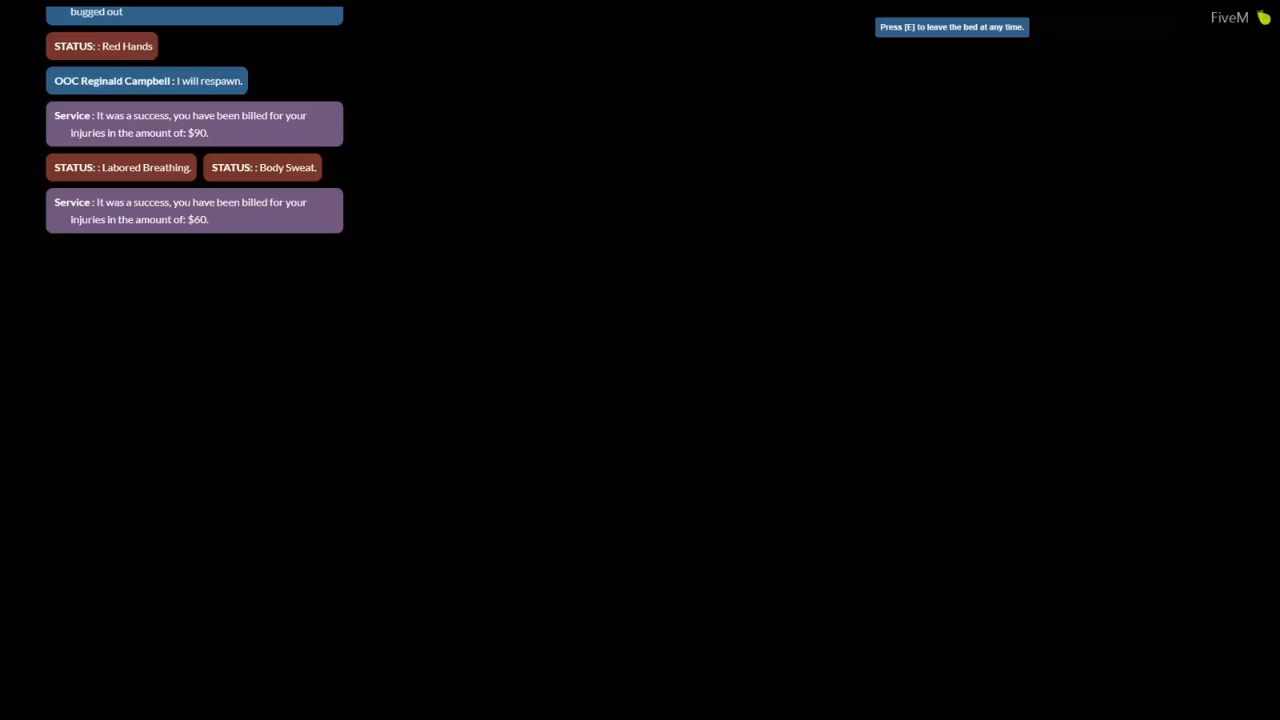 bugged out
Press [E] to leave the bed at any time.
FiveM
STATUS: : Red Hands
OOC Reginald Campbell : I will respawn.
Service : It was a success, you have been billed for your
injuries in the amount of: $90.
STATUS: : Labored Breathing.
STATUS: : Body Sweat.
Service : It was a success, you have been billed for your
injuries in the amount of: $60.